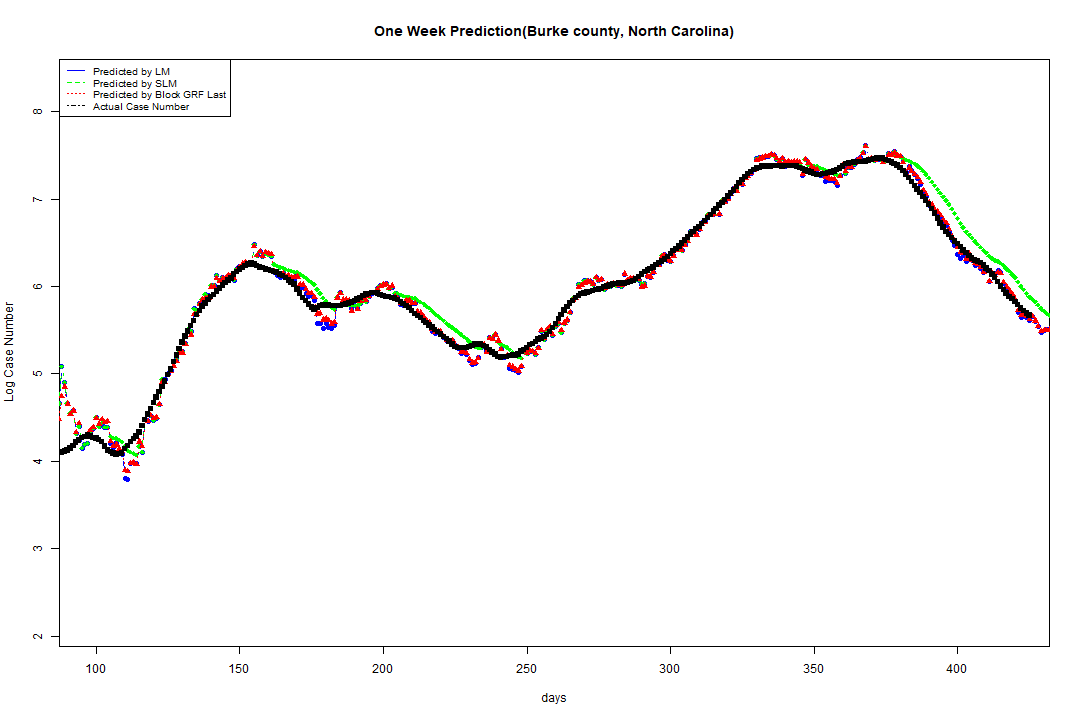 One Week Prediction(Burke county, North Carolina)
Predicted by LM
Predicted by SLM
Predicted by Block GRF Last
Actual Case Number
8
7
6
5
4
3
2
Log Case Number
100 150 200 250 300 350 400
days